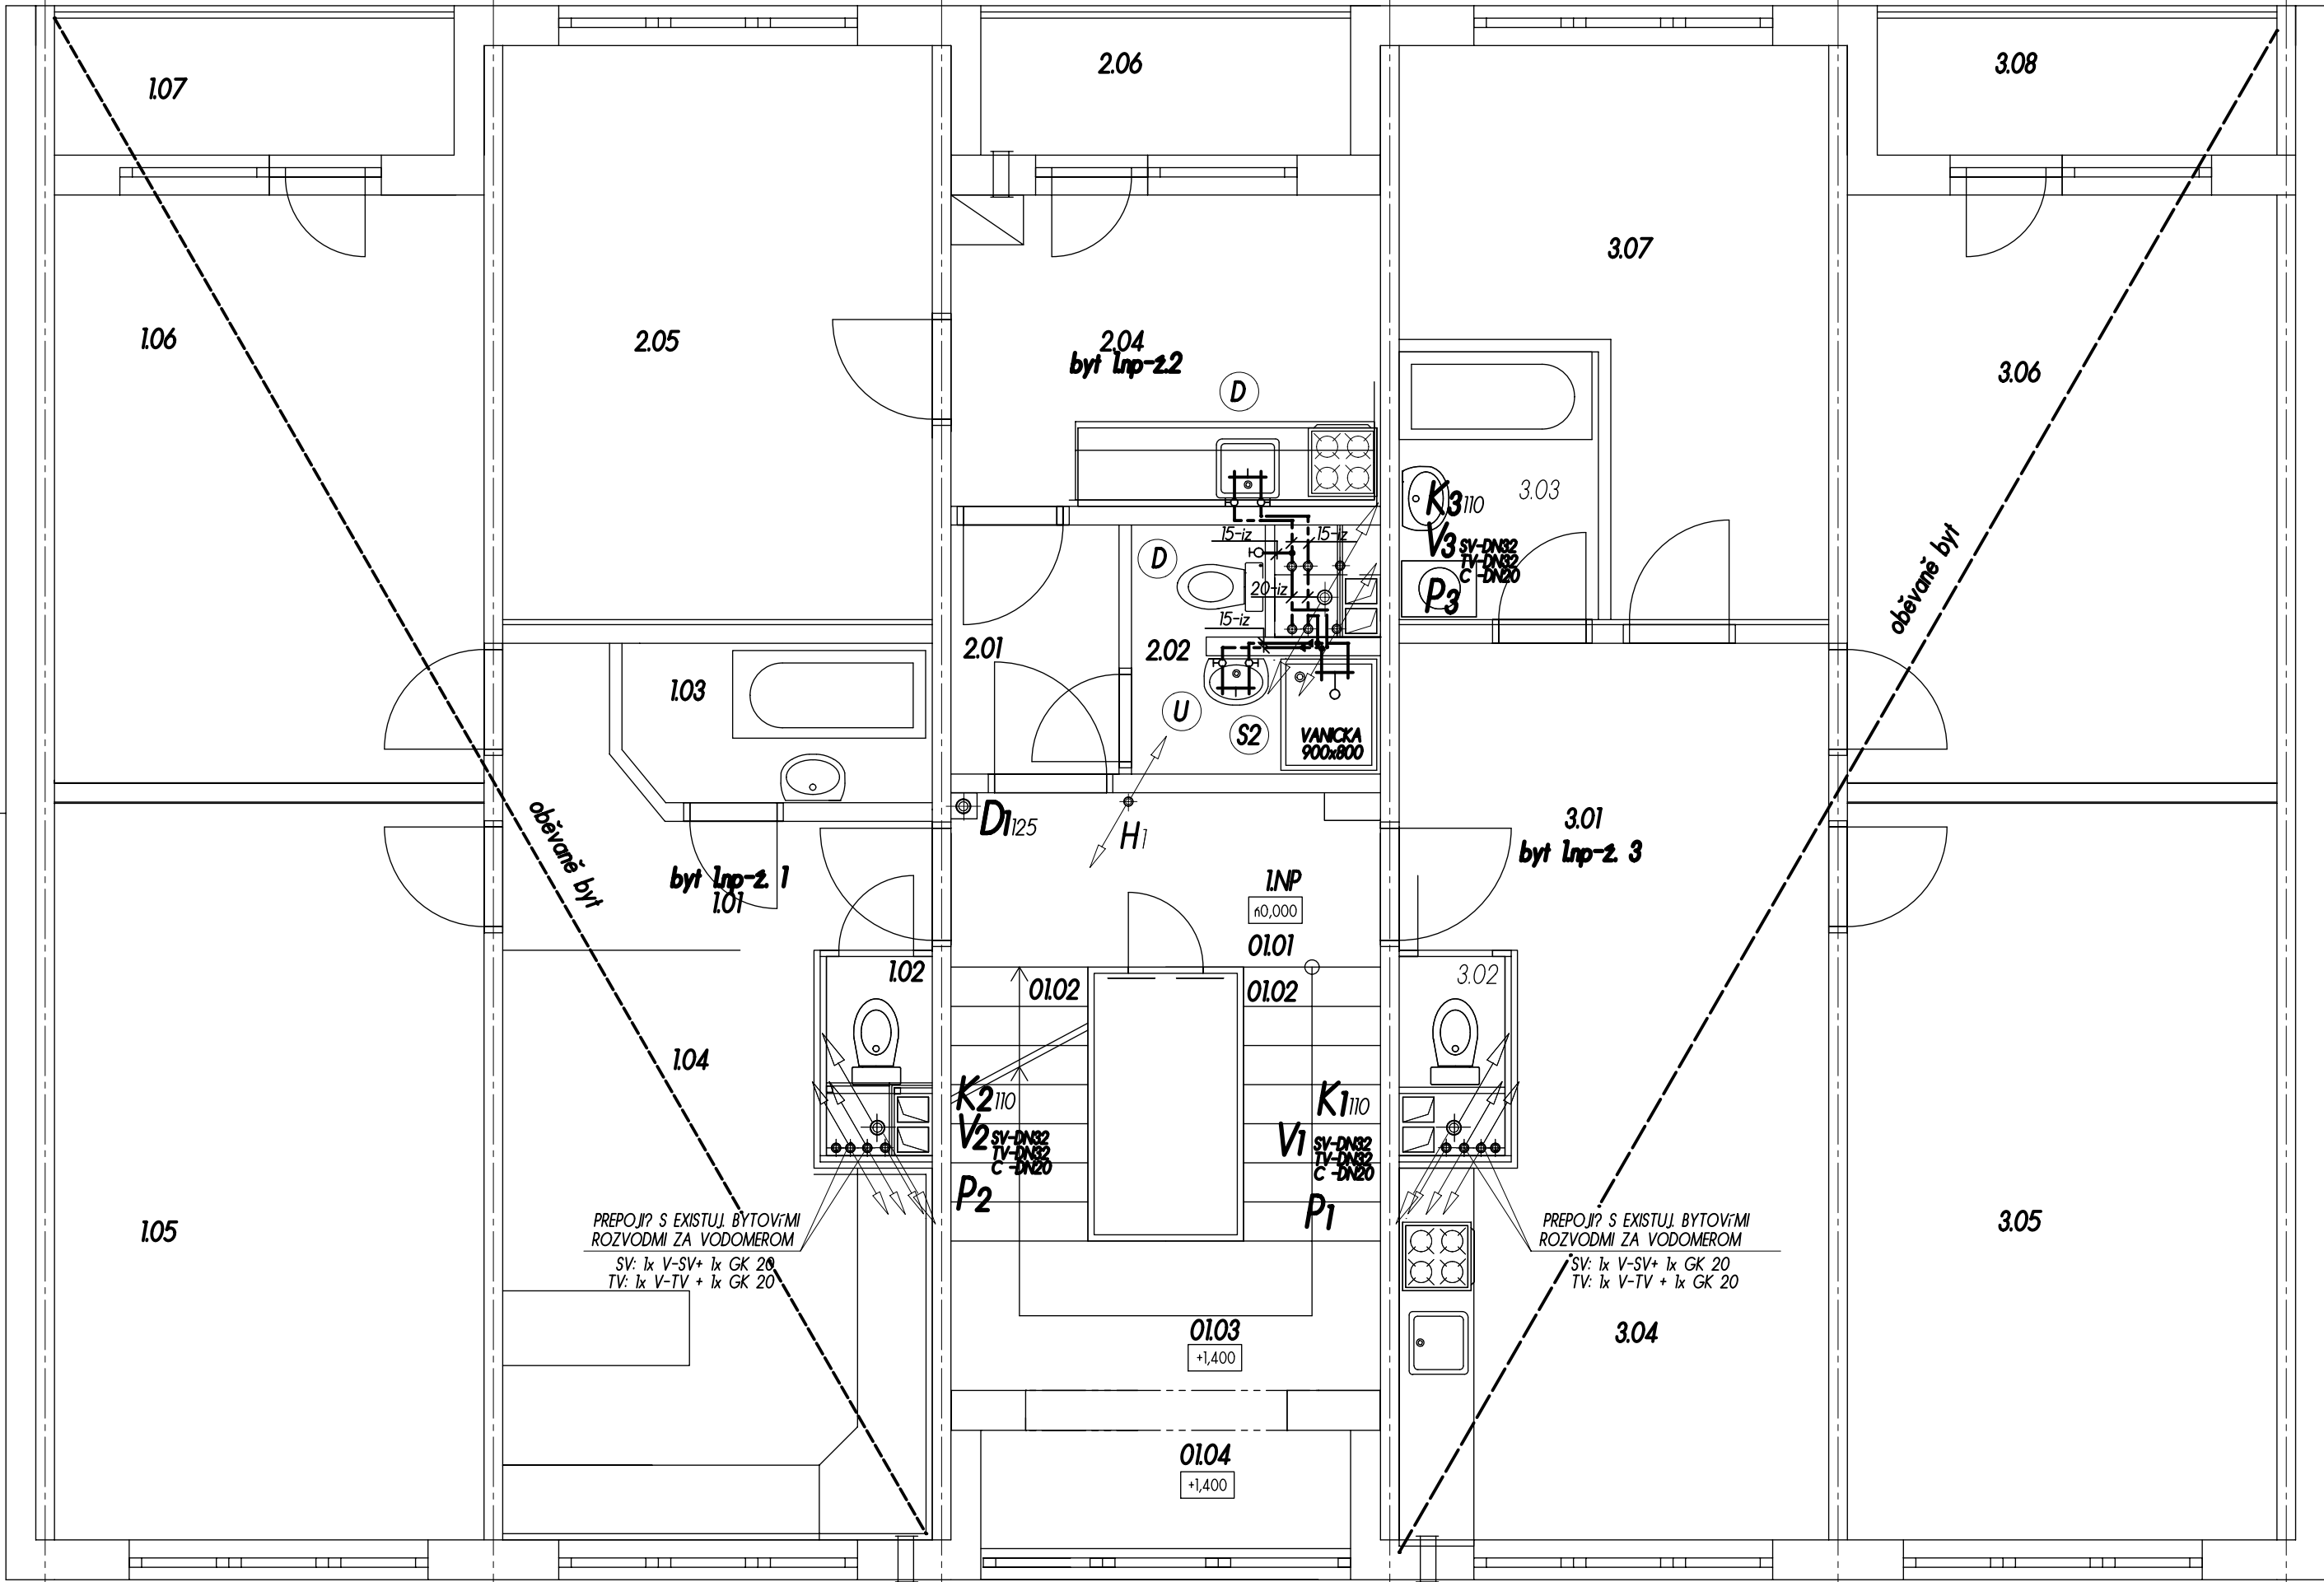 1.07
2.06
3.08
3.07
1.06
2.05
2.04
byt 1.np-ž.2
3.06
D
3.03
K3 110
V3 SV-DN32
TV-DN32
C -DN20
P3
15-iz
15-iz
D
20-iz
15-iz
oběvaně byt
2.01
2.02
1.03
U
S2
VANICKA
900x800
D1 125
H1
3.01
byt 1.np-ž. 3
oběvaně byt
byt 1.np-ž. 1
1.01
1.NP
ń0,000
01.01
1.02
01.02
01.02
3.02
1.04
K2 110
V2 SV-DN32
TV-DN32
C -DN20
P2
K1 110
V1 SV-DN32
TV-DN32
C -DN20
P1
1.05
PREPOJI? S EXISTUJ. BYTOVíMI
ROZVODMI ZA VODOMEROM
SV: 1x V-SV+ 1x GK 20
TV: 1x V-TV + 1x GK 20
PREPOJI? S EXISTUJ. BYTOVíMI
ROZVODMI ZA VODOMEROM
SV: 1x V-SV+ 1x GK 20
TV: 1x V-TV + 1x GK 20
3.05
01.03
+1,400
3.04
01.04
+1,400